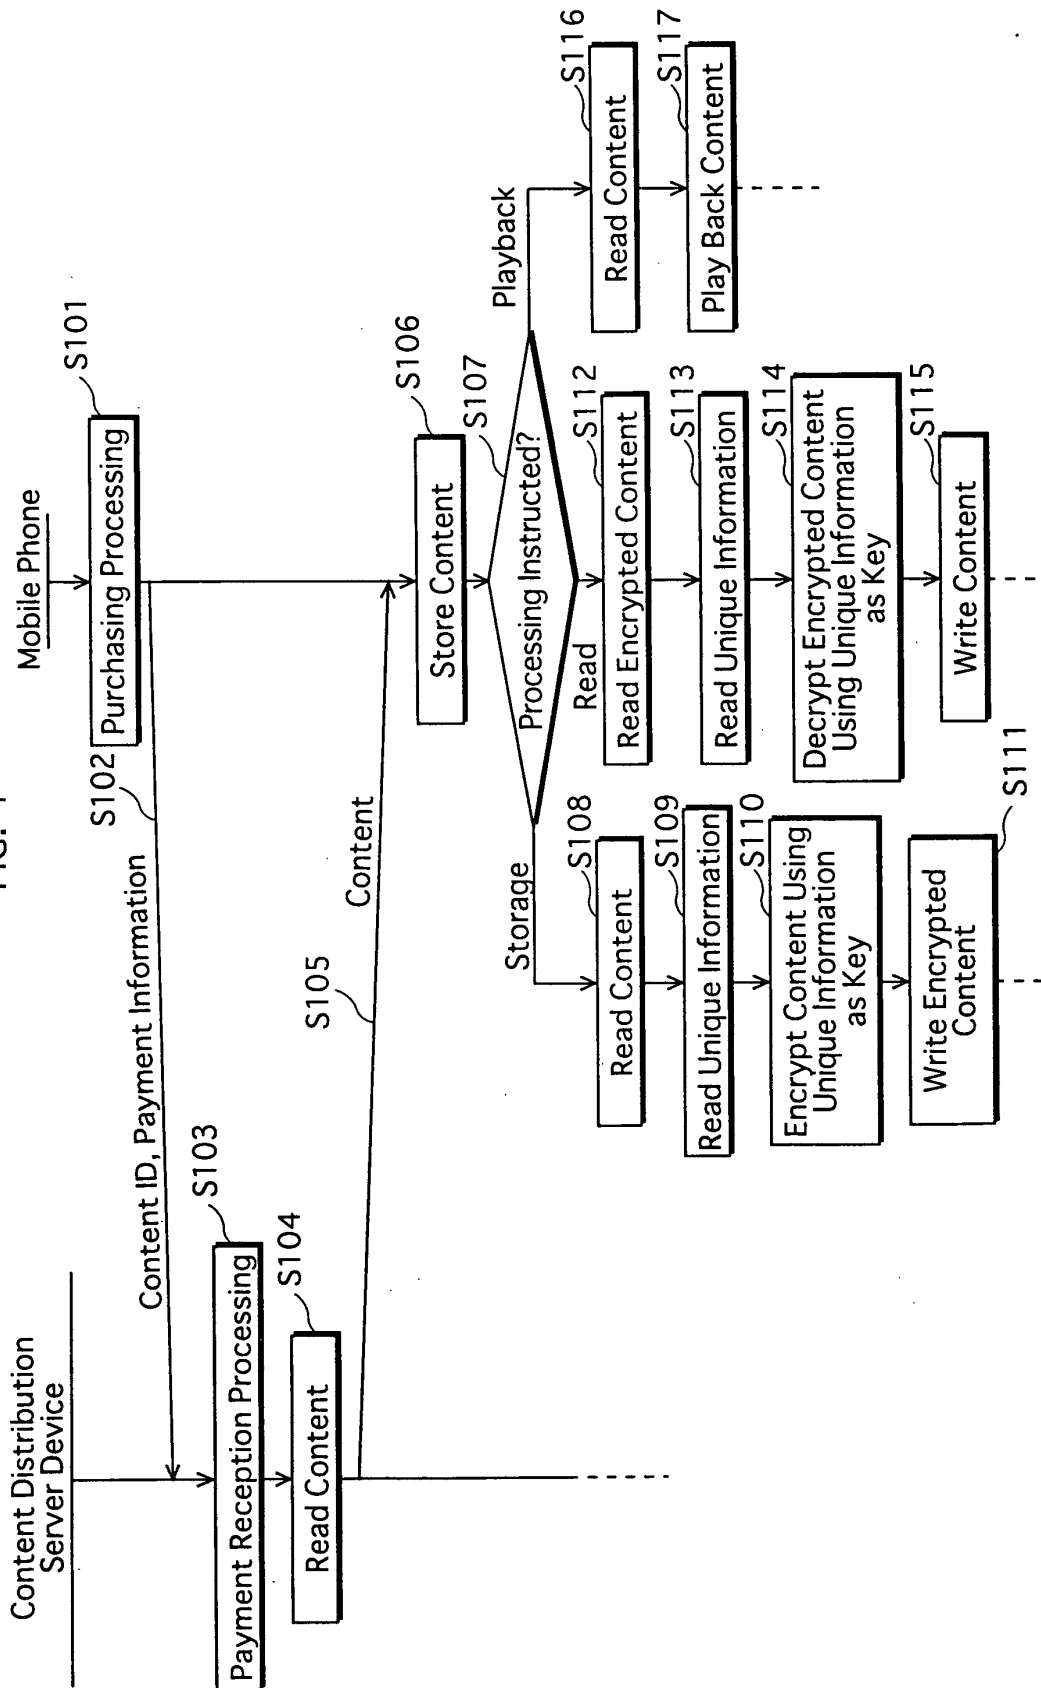 Content Distribution
Server Device
Mobile Phone
Purchasing Processing
S101
S102
Content ID, Payment Information
Payment Reception Processing
S103
Read Content
S104
S105
Content
Store Content
S106
Processing Instructed?
S107
Storage
Read
Playback
Read Content
S108
Read Unique Information
S109
Encrypt Content Using
Unique Information
as Key
S110
Write Encrypted
Content
S111
Read Encrypted Content
S112
Read Unique Information
S113
Decrypt Encrypted Content
Using Unique Information
as Key
S114
Write Content
S115
Read Content
S116
Play Back Content
S117